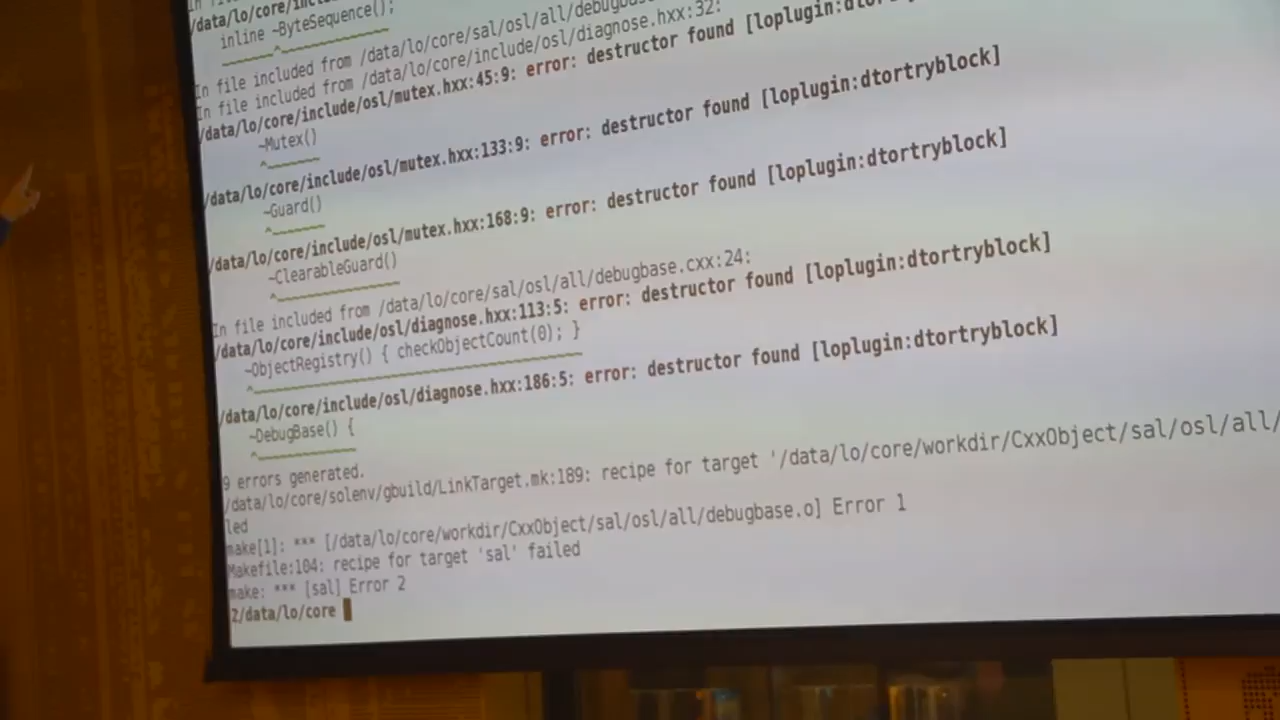 In file
/data/lo/core/incl
inline ~ByteSequence();
^
In file included from /data/lo/core/sal/osl/all/debugbase
In file included from /data/lo/core/include/osl/diagnose.hxx:32:
/data/lo/core/include/osl/mutex.hxx:45:9: error: destructor found [loplugin:dtor
~Mutex()
^~~~~~~~
/data/lo/core/include/osl/mutex.hxx:133:9: error: destructor found [loplugin:dtortryblock]
~Guard()
^~~~~~~~
/data/lo/core/include/osl/mutex.hxx:168:9: error: destructor found [loplugin:dtortryblock]
~ClearableGuard()
^~~~~~~~~~~~~~~~~
In file included from /data/lo/core/sal/osl/all/debugbase.cxx:24:
/data/lo/core/include/osl/diagnose.hxx:113:5: error: destructor found [loplugin:dtortryblock]
~ObjectRegistry() { checkObjectCount(0); }
^~~~~~~~~~~~~~~~~~~~~~~~~~~~~~~~~~~~~~~~~~
/data/lo/core/include/osl/diagnose.hxx:186:5: error: destructor found [loplugin:dtortryblock]
~DebugBase() {
^~~~~~~~~~~~~~
9 errors generated.
/data/lo/core/solenv/gbuild/LinkTarget.mk:189: recipe for target '/data/lo/core/workdir/CxxObject/sal/osl/all/
led
make[1]: *** [/data/lo/core/workdir/CxxObject/sal/osl/all/debugbase.o] Error 1
Makefile:104: recipe for target 'sal' failed
make: *** [sal] Error 2
2/data/lo/core